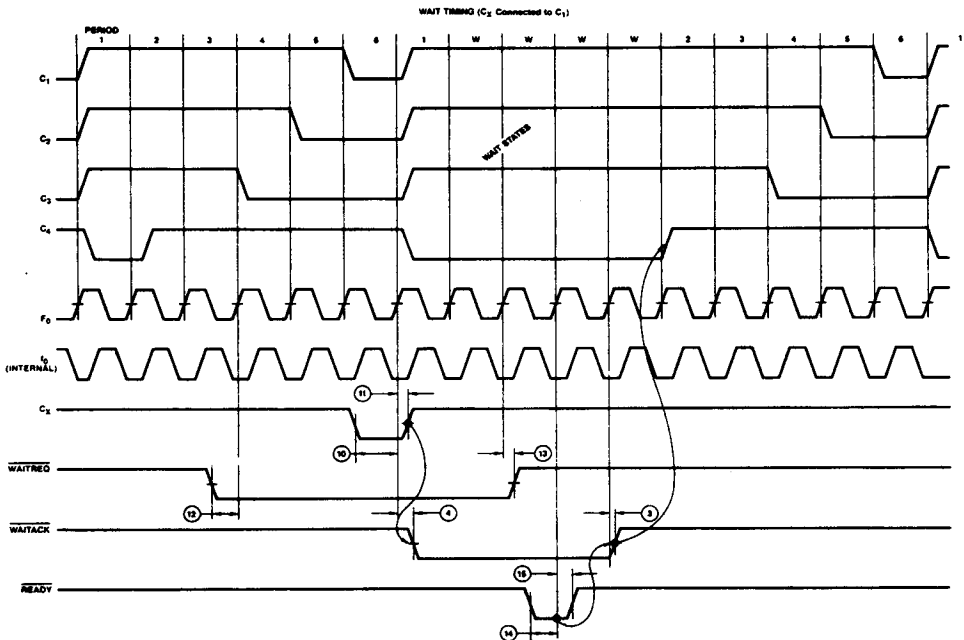 WAIT TIMING (CX Connected to C1)
PERIOD
1 2 3 4 5 6 1 W W W W 2 3 4 5 6 1
C1
C2
WAIT STATES
C3
C4
F0
f0
(INTERNAL)
CX
11
10
WAITREQ
13
12
WAITACK
4
3
READY
15
14